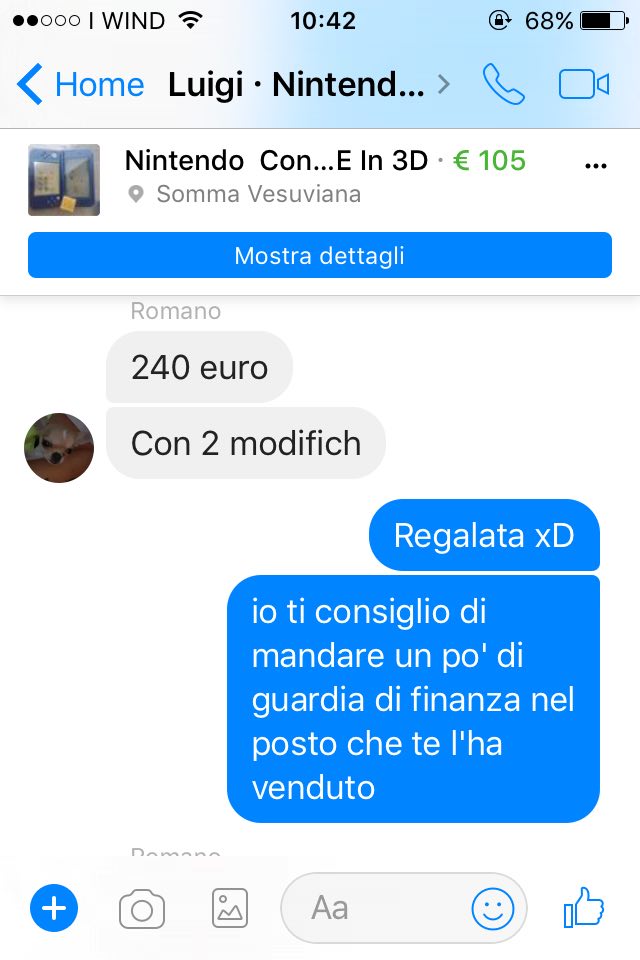 I WIND 10:42 68%
Home Luigi · Nintend...
Nintendo Con...E In 3D · € 105
Somma Vesuviana
Mostra dettagli
Romano
240 euro
Con 2 modifich
Regalata xD
io ti consiglio di
mandare un po' di
guardia di finanza nel
posto che te l'ha
venduto
Romano
Aa